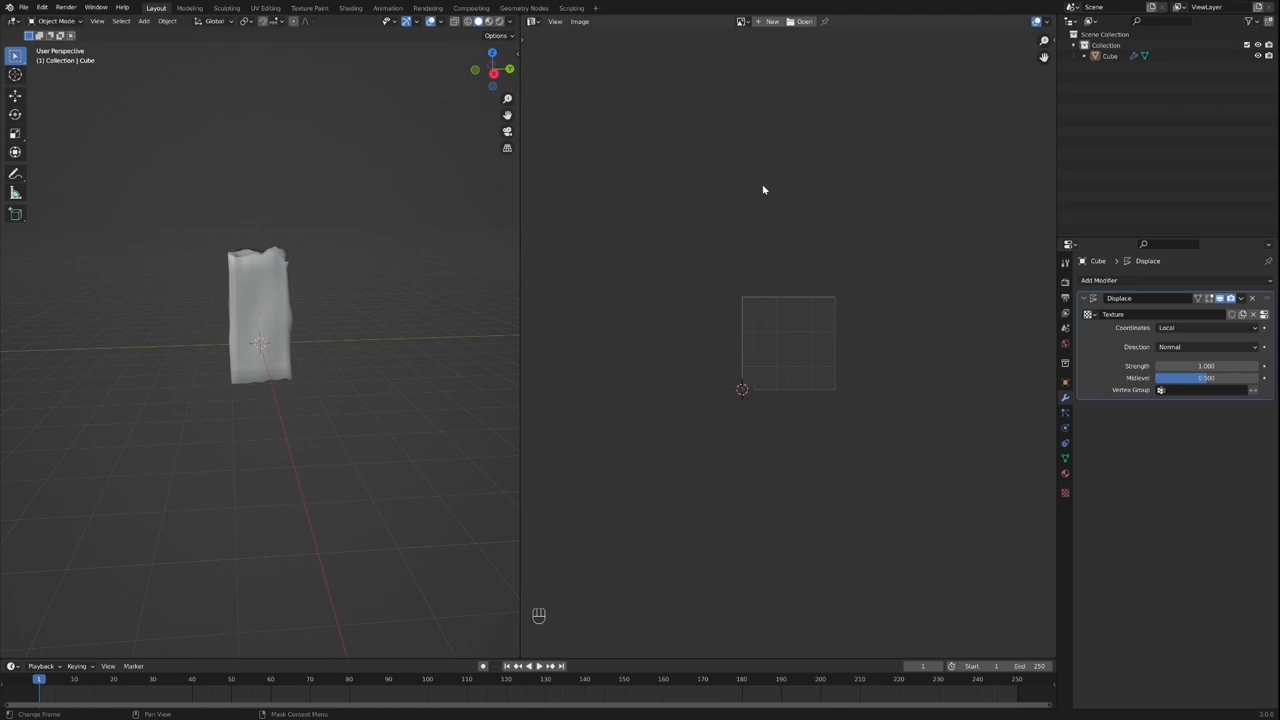 File Edit Render Window Help Layout Modeling Sculpting UV Editing Texture Paint Shading Animation Rendering Compositing Geometry Nodes Scripting + Scene ViewLayer
Object Mode View Select Add Object Global View Image + New Open
Options
User Perspective
(1) Collection | Cube
Z
Y
X
Scene Collection
Collection
Cube
Cube > Displace
Add Modifier
Displace
Texture
Coordinates Local
Direction Normal
Strength 1.000
Midlevel 0.500
Vertex Group
Playback Keying View Marker 1 Start 1 End 250
1 10 20 30 40 50 60 70 80 90 100 110 120 130 140 150 160 170 180 190 200 210 220 230 240 250
Change Frame Pan View Mask Context Menu 3.0.0